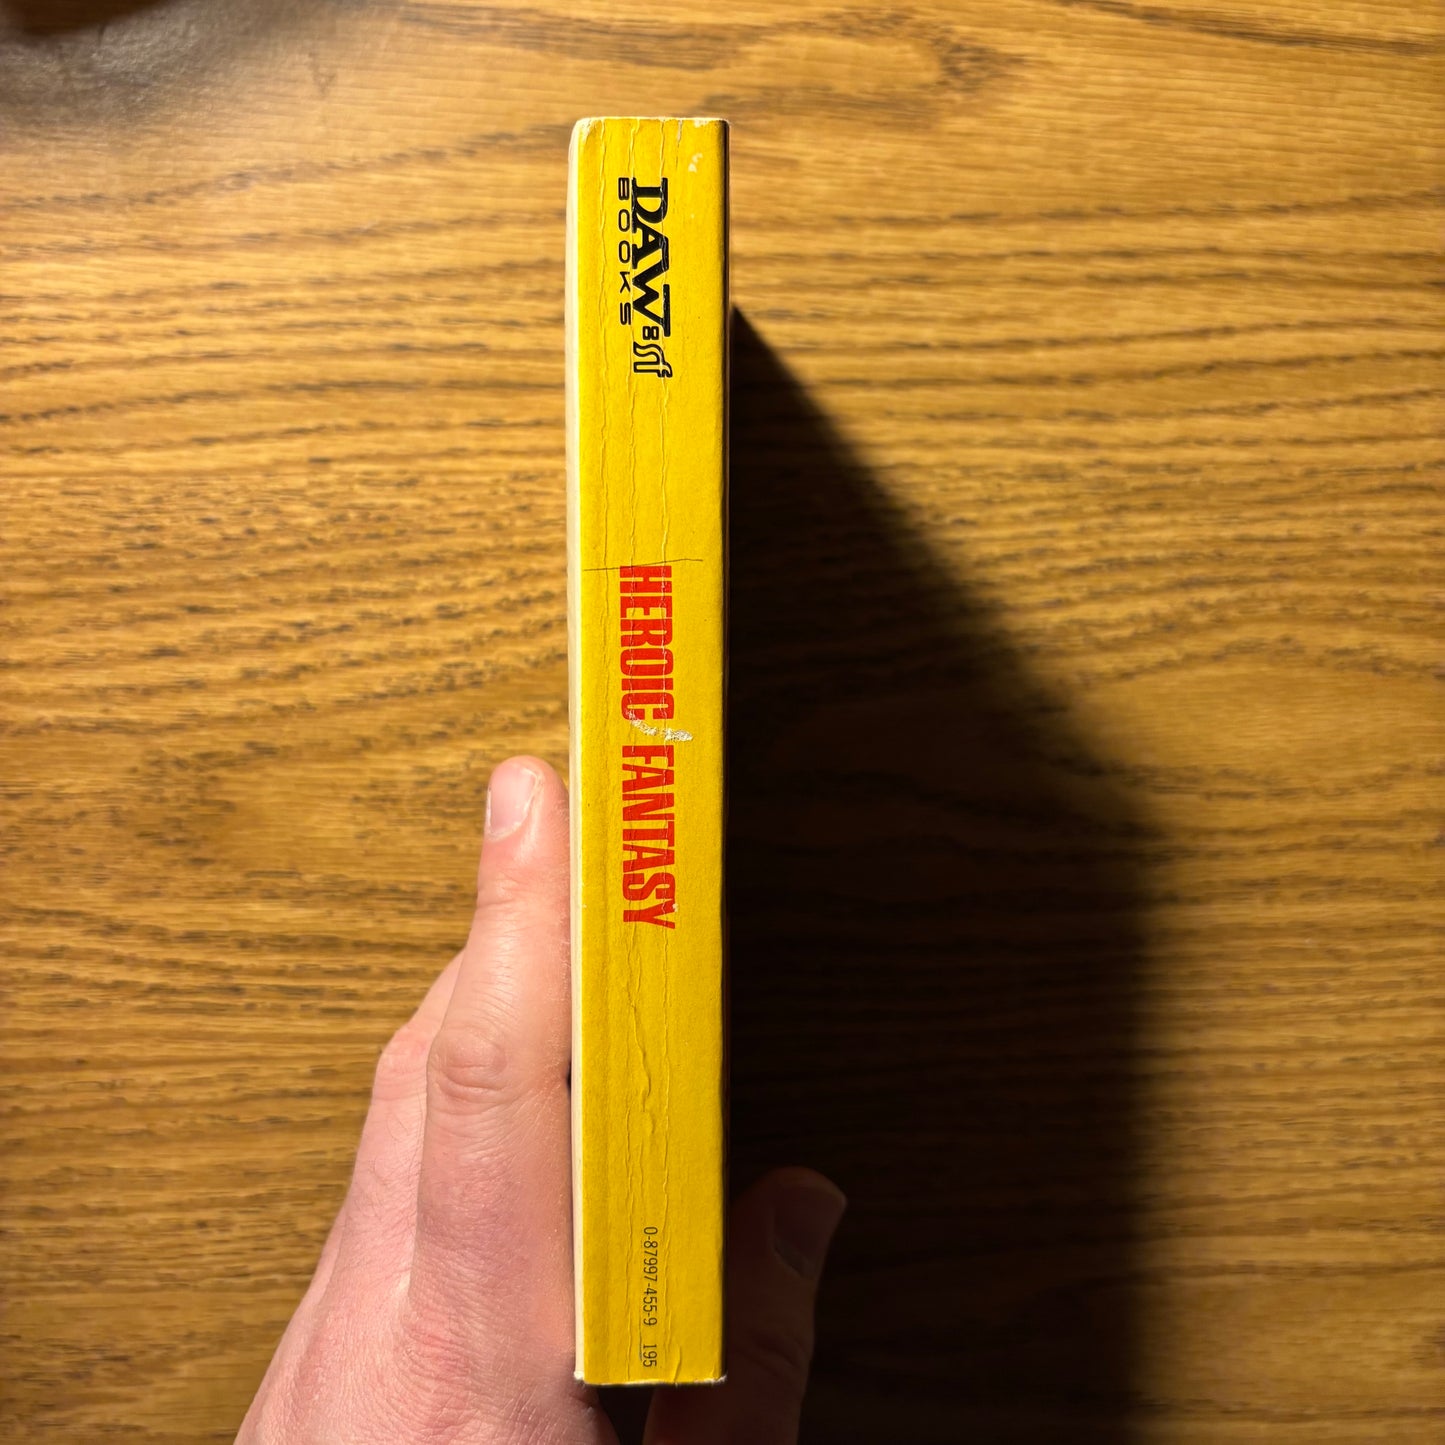 DAW
BOOKS
sf
HEROIC FANTASY
0-87997-455-9 195